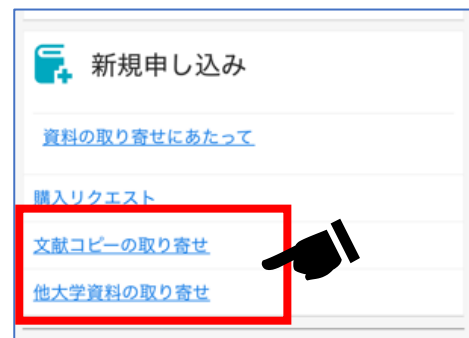 新規申し込み
資料の取り寄せにあたって
購入リクエスト
文献コピーの取り寄せ
他大学資料の取り寄せ